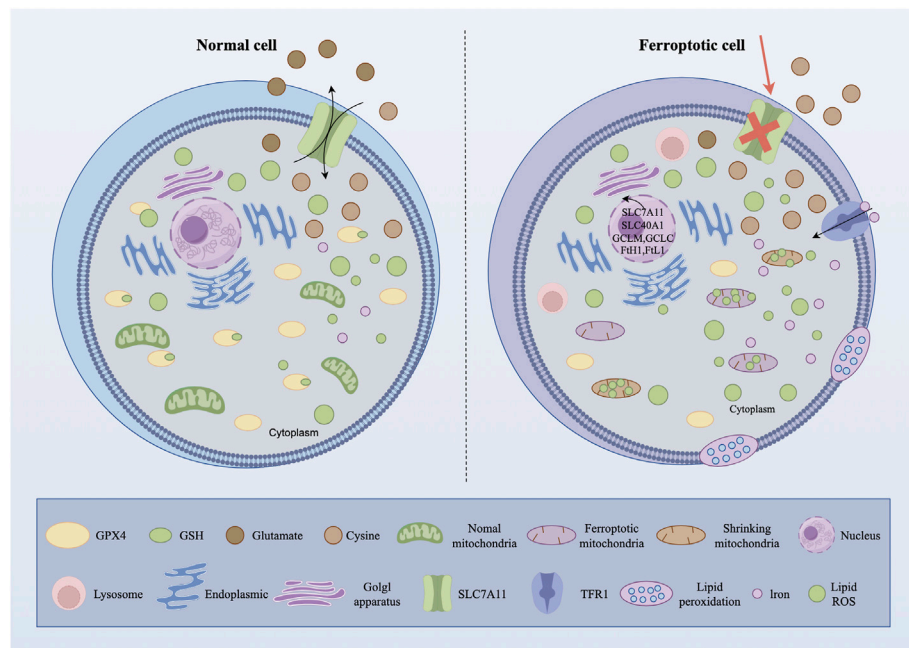 Normal cell
Ferroptotic cell
SLC7A11
SLC40A1
GCLM,GCLC
FtH1,FtL1
Cytoplasm
Cytoplasm
GPX4
GSH
Glutamate
Cysine
Nomal
mitochondria
Ferroptotic
mitochondria
Shrinking
mitochondria
Nucleus
Lysosome
Endoplasmic
Golgl
apparatus
SLC7A11
TFR1
Lipid
peroxidation
Iron
Lipid
ROS